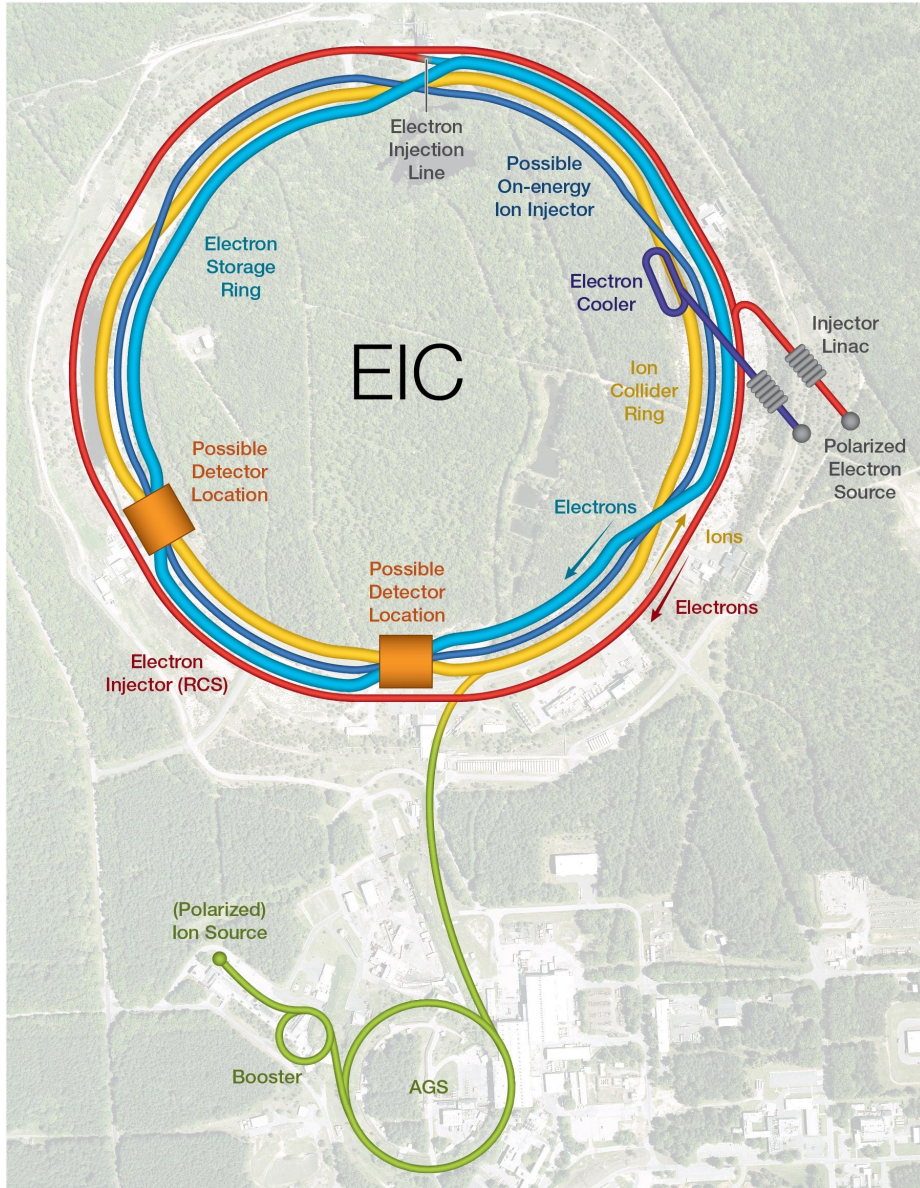 Electron
Injection
Line
Possible
On-energy
Ion Injector
Electron
Storage
Ring
Electron
Cooler
Injector
Linac
EIC
Ion
Collider
Ring
Polarized
Electron
Source
Possible
Detector
Location
Electrons
Ions
Possible
Detector
Location
Electrons
Electron
Injector (RCS)
(Polarized)
Ion Source
Booster
AGS